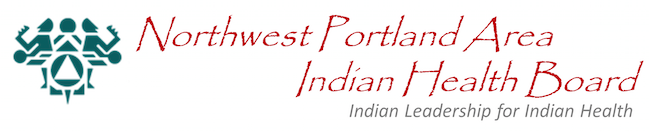 Northwest Portland Area
Indian Health Board
Indian Leadership for Indian Health